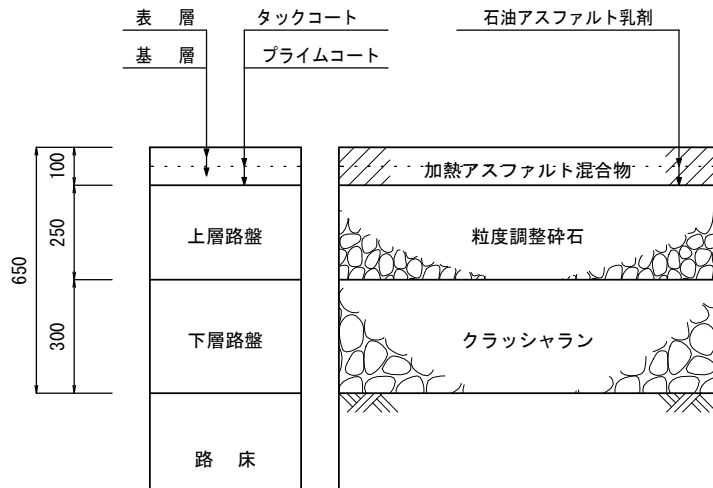 表　層
タックコート
石油アスファルト乳剤
基　層
プライムコート
100
加熱アスファルト混合物
250
上層路盤
粒度調整砕石
650
300
下層路盤
クラッシャラン
路　床